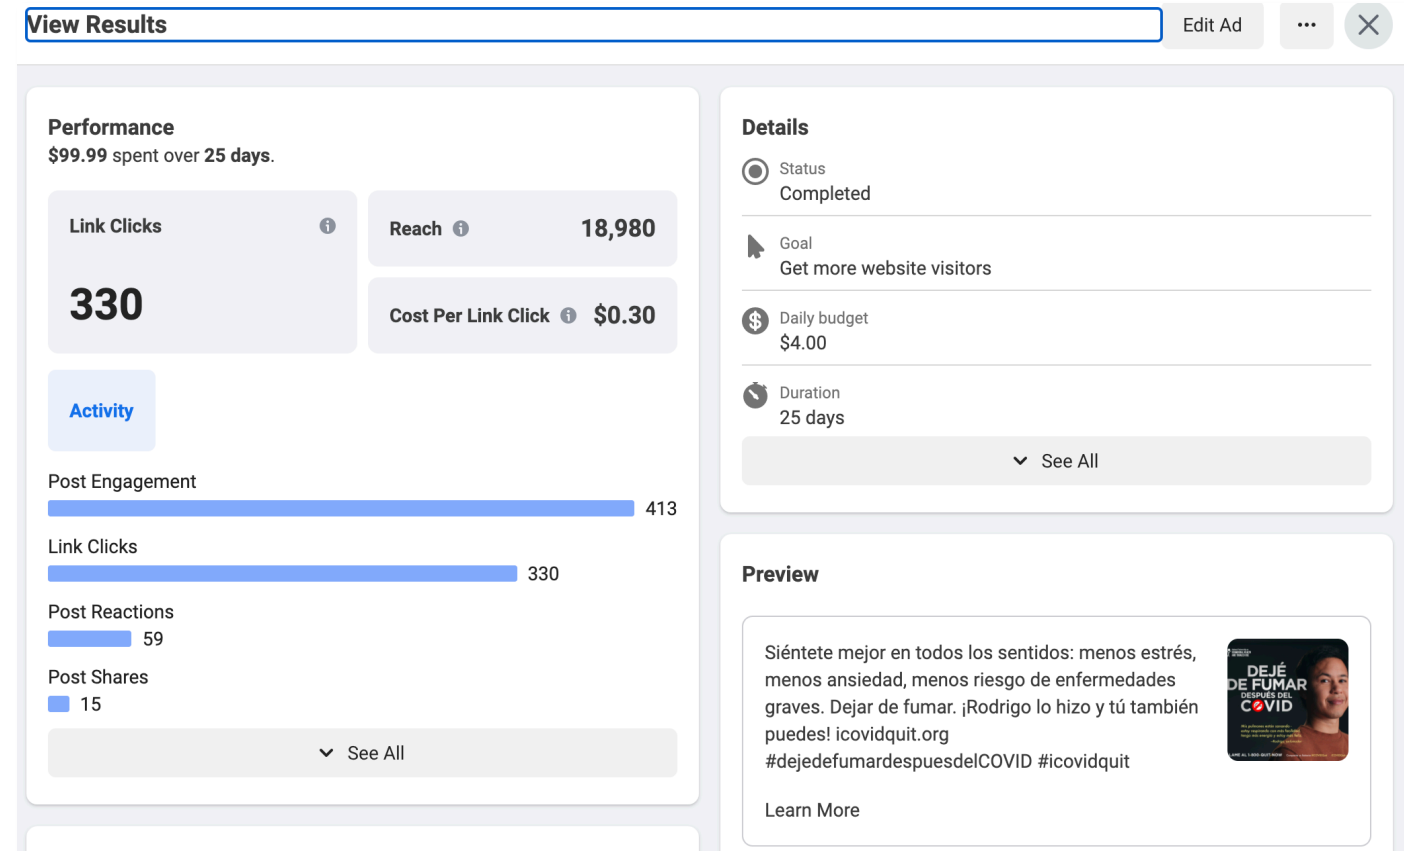 View Results
Edit Ad
Performance
$99.99 spent over 25 days.
Link Clicks
330
Reach
18,980
Cost Per Link Click
$0.30
Activity
Post Engagement
413
Link Clicks
330
Post Reactions
59
Post Shares
15
See All
Details
Status
Completed
Goal
Get more website visitors
Daily budget
$4.00
Duration
25 days
See All
Preview
Siéntete mejor en todos los sentidos: menos estrés,
menos ansiedad, menos riesgo de enfermedades
graves. Dejar de fumar. ¡Rodrigo lo hizo y tú también
puedes! icovidquit.org
#dejedefumardespuesdelCOVID #icovidquit
Learn More
DEJÉ
DE FUMAR
DESPUÉS DEL
COVID